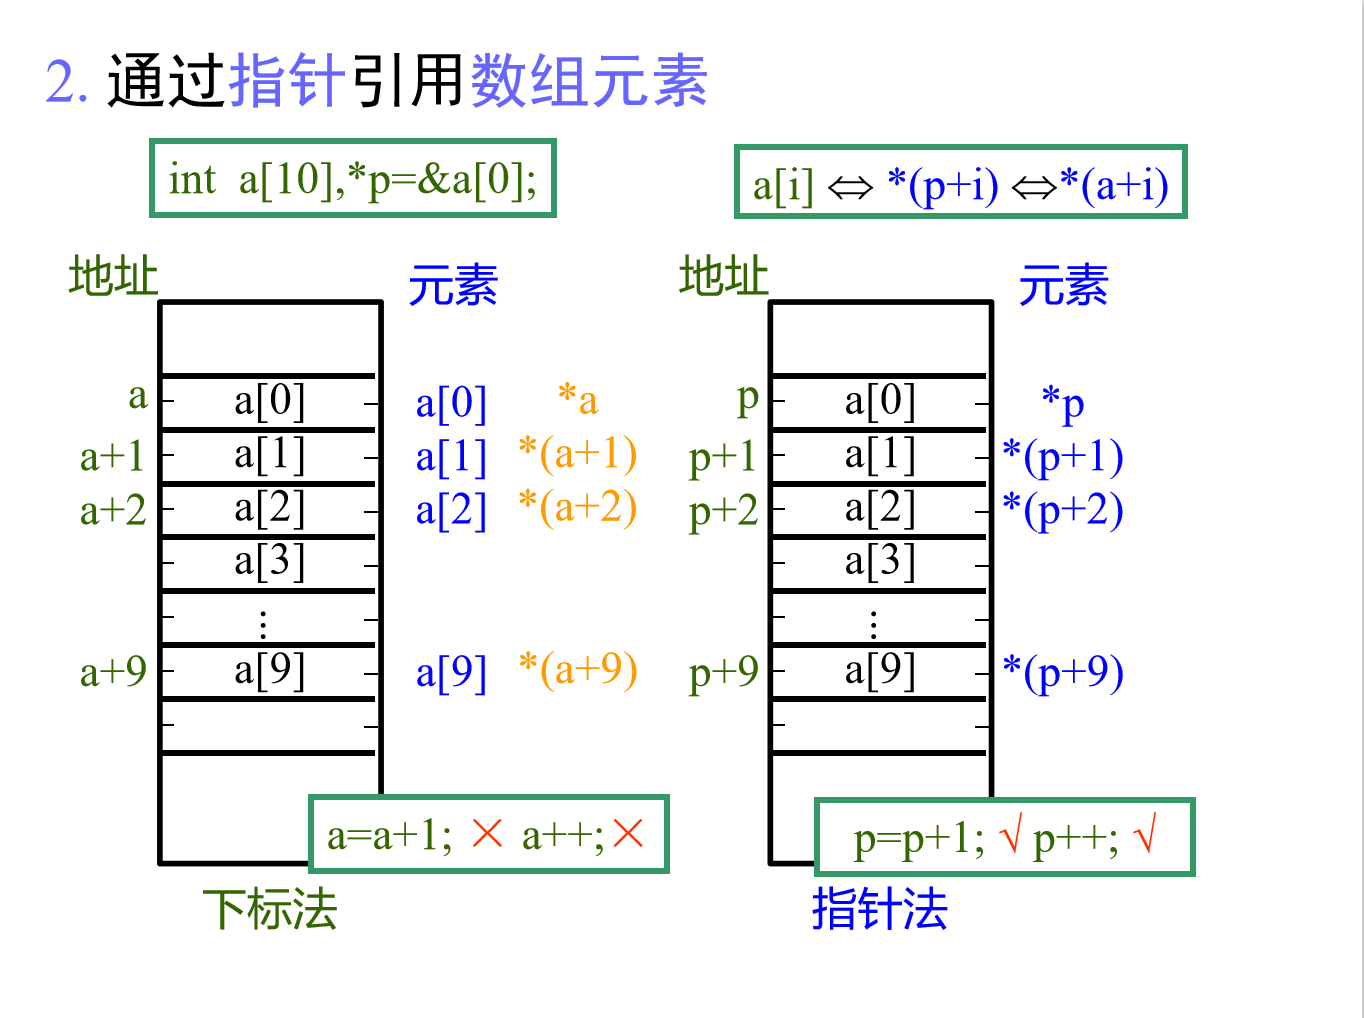 2. 通过指针引用数组元素
int a[10],*p=&a[0];
a[i] ⇔ *(p+i) ⇔*(a+i)
地址 元素
a a[0] a[0] *a
a+1 a[1] a[1] *(a+1)
a+2 a[2] a[2] *(a+2)
a[3]
⋮
a+9 a[9] a[9] *(a+9)
a=a+1; × a++;×
下标法
地址 元素
p a[0] *p
p+1 a[1] *(p+1)
p+2 a[2] *(p+2)
a[3]
⋮
p+9 a[9] *(p+9)
p=p+1; √ p++; √
指针法